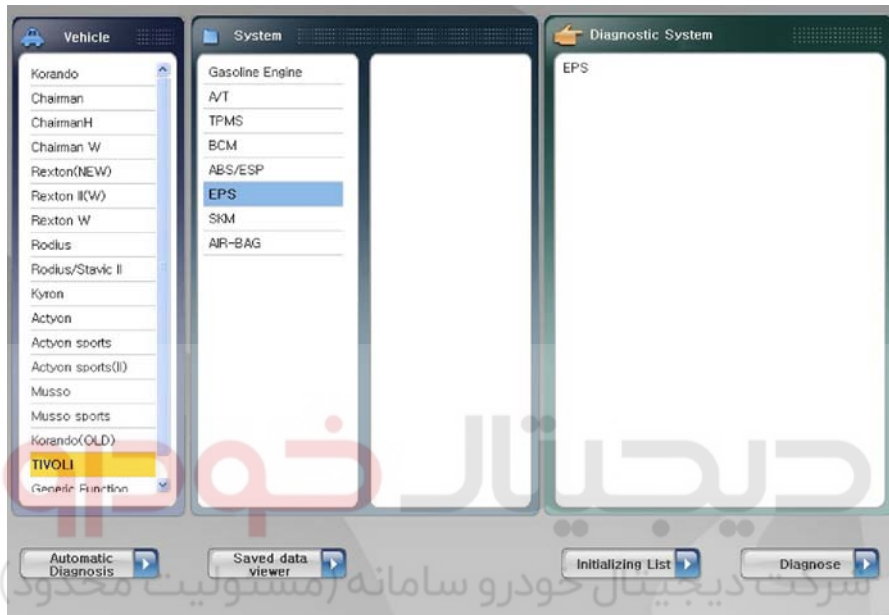 Vehicle
Korando
Chairman
ChairmanH
Chairman W
Rexton(NEW)
Rexton II(W)
Rexton W
Rodius
Rodius/Stavic II
Kyron
Actyon
Actyon sports
Actyon sports(II)
Musso
Musso sports
Korando(OLD)
TIVOLI
Generic Function
System
Gasoline Engine
A/T
TPMS
BCM
ABS/ESP
EPS
SKM
AIR-BAG
Diagnostic System
EPS
دیجیتال خودرو
شرکت دیجیتال خودرو سامانه (مسئولیت محدود)
Automatic
Diagnosis
Saved data
viewer
Initializing List
Diagnose